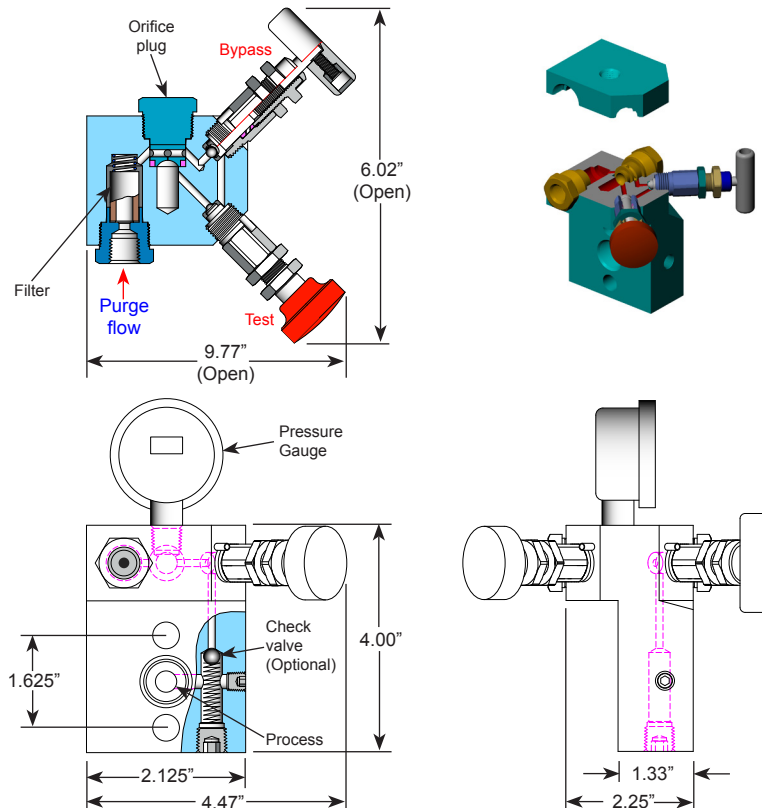 Orifice
plug
Bypass
6.02”
(Open)
Filter
Purge
flow
Test
9.77”
(Open)
Pressure
Gauge
Check
valve
(Optional)
4.00”
1.625”
Process
2.125”
4.47”
1.33”
2.25”